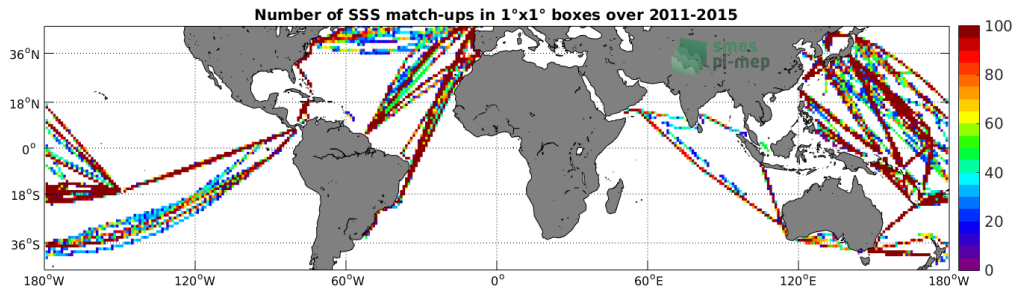 Number of SSS match-ups in 1°x1° boxes over 2011-2015
36°N
18°N
0°
18°S
36°S
180°W
120°W
60°W
0°
60°E
120°E
180°W
100
80
60
40
20
0
smos
pi-mep